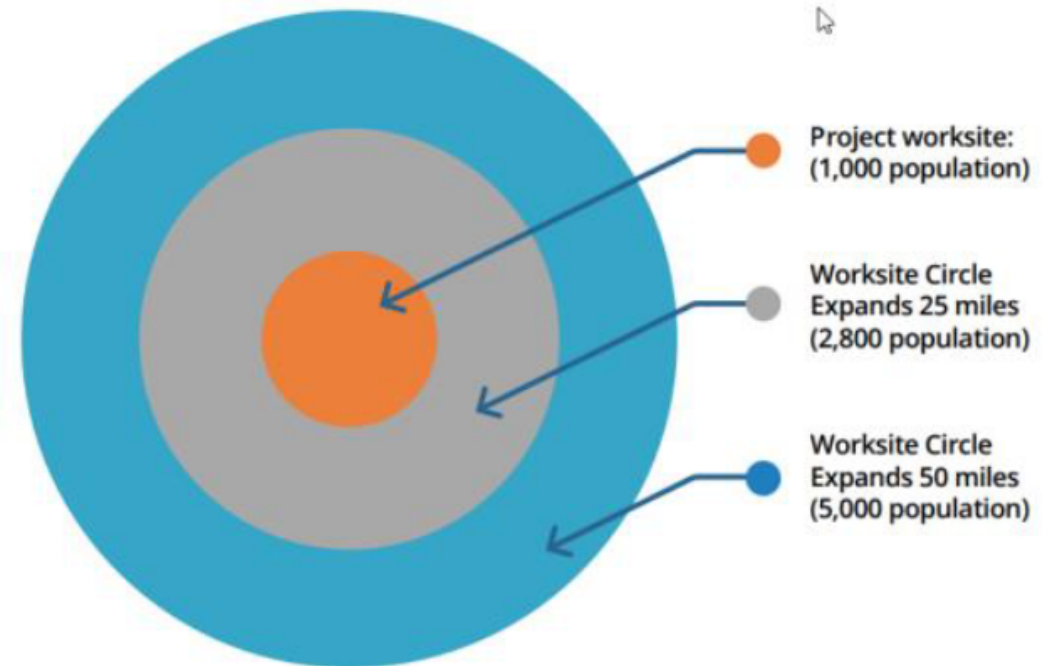 Project worksite:
(1,000 population)
Worksite Circle
Expands 25 miles
(2,800 population)
Worksite Circle
Expands 50 miles
(5,000 population)